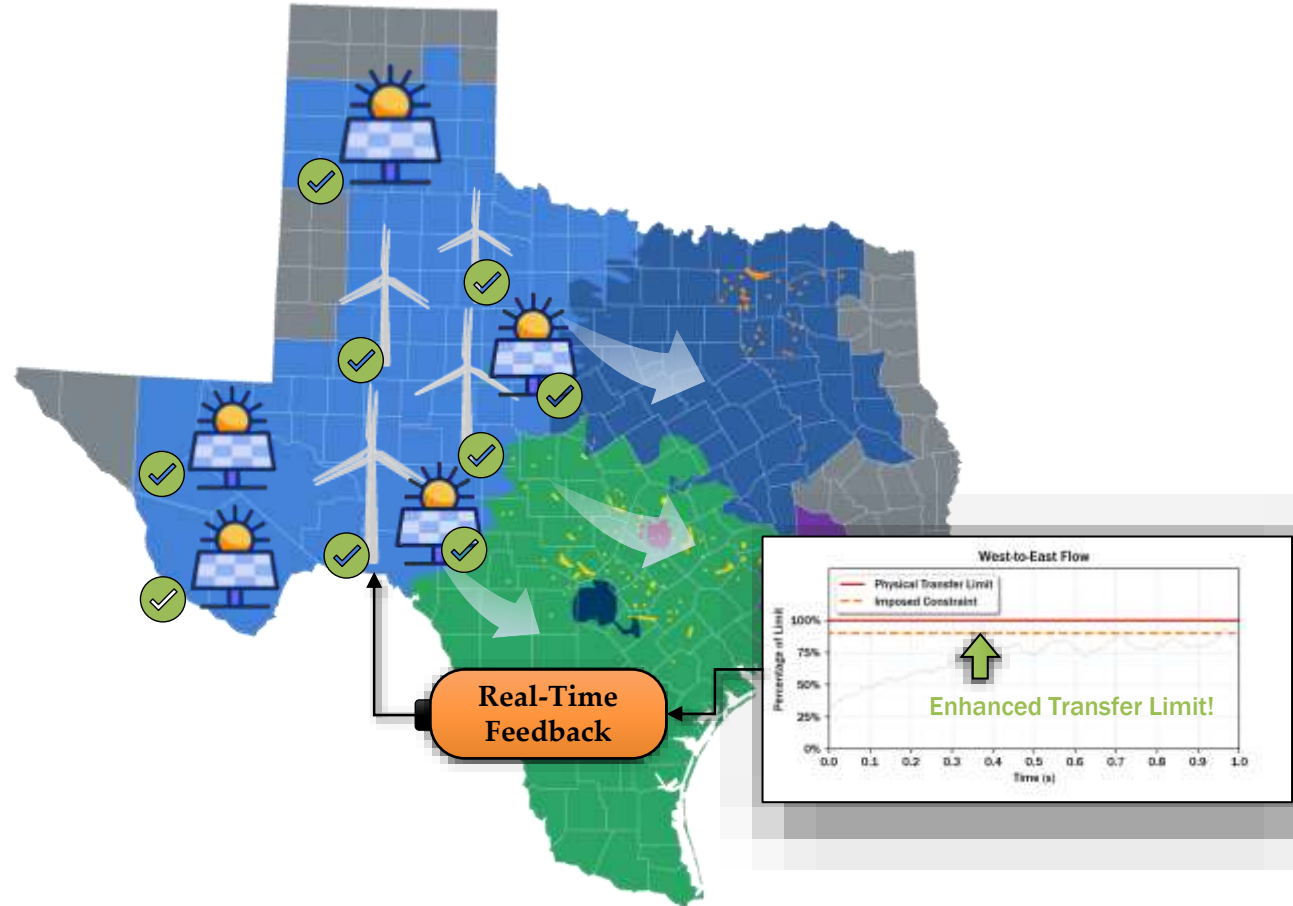 West-to-East Flow
Physical Transfer Limit
Imposed Constraint
Percentage of Limit
100%
75%
50%
25%
0%
Enhanced Transfer Limit!
0.0 0.1 0.2 0.3 0.4 0.5 0.6 0.7 0.8 0.9 1.0
Time (s)
Real-Time
Feedback